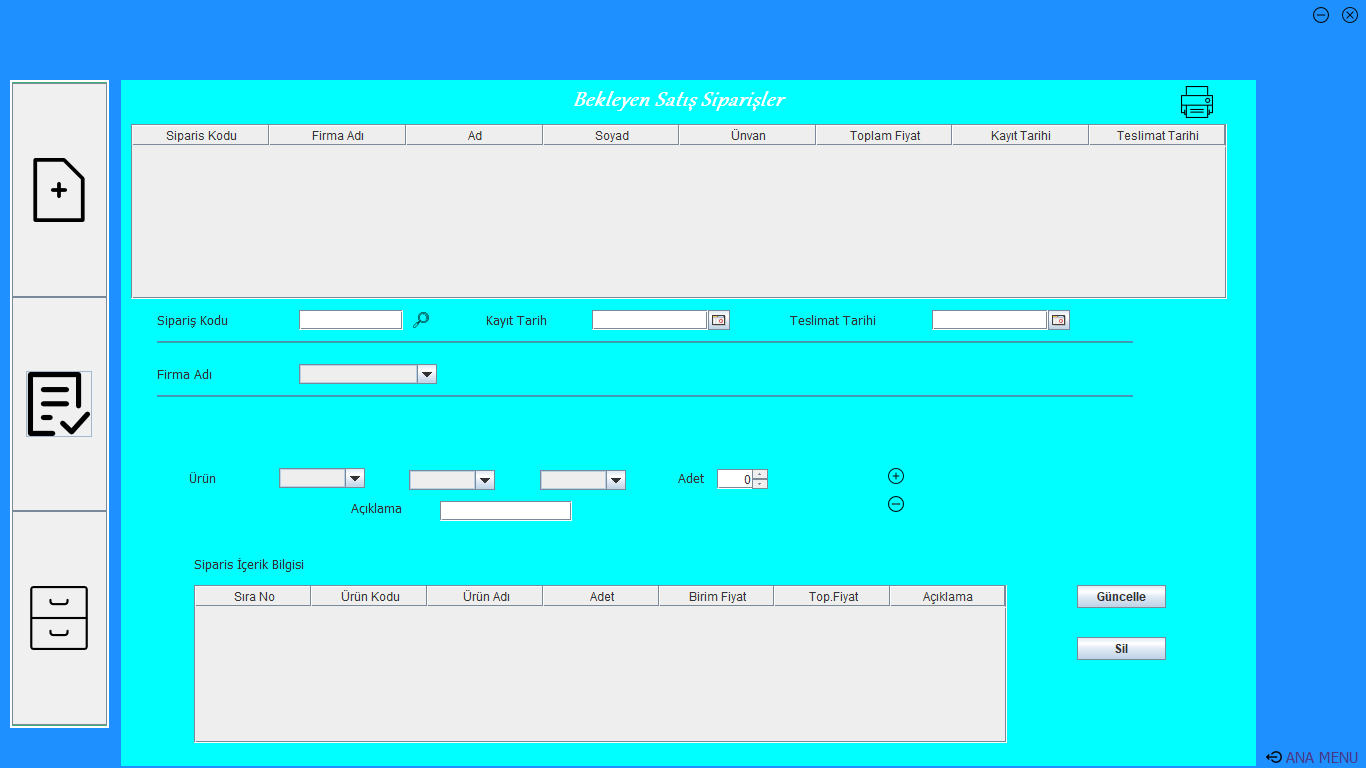 Bekleyen Satış Siparişler
Siparis Kodu Firma Adı Ad Soyad Ünvan Toplam Fiyat Kayıt Tarihi Teslimat Tarihi
Sipariş Kodu Kayıt Tarih Teslimat Tarihi
Firma Adı
Ürün Adet 0
Açıklama
Siparis İçerik Bilgisi
Sıra No Ürün Kodu Ürün Adı Adet Birim Fiyat Top.Fiyat Açıklama
Güncelle
Sil
ANA MENU